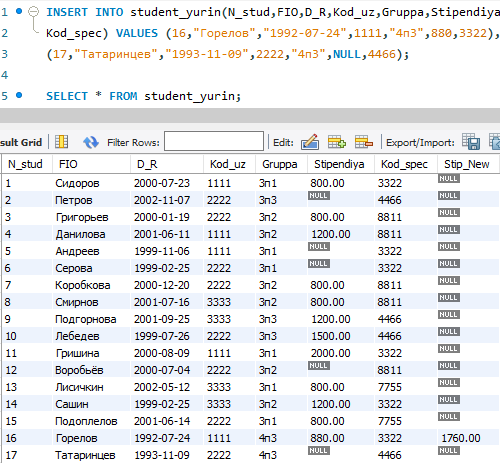 1 INSERT INTO student_yurin(N_stud,FIO,D_R,Kod_uz,Gruppa,Stipendiya
2 Kod_spec) VALUES (16,"Горелов","1992-07-24",1111,"4п3",880,3322),
3 (17,"Татаринцев","1993-11-09",2222,"4п3",NULL,4466);
4
5 SELECT * FROM student_yurin;
sult Grid Filter Rows: Edit: Export/Import:
N_stud FIO D_R Kod_uz Gruppa Stipendiya Kod_spec Stip_New
1 Сидоров 2000-07-23 1111 3п1 800.00 3322 NULL
2 Петров 2002-11-07 2222 3п3 NULL 4466 NULL
3 Григорьев 2000-01-19 2222 3п2 800.00 8811 NULL
4 Данилова 2001-06-11 1111 3п2 1200.00 8811 NULL
5 Андреев 1999-11-06 1111 3п1 NULL 3322 NULL
6 Серова 1999-02-25 2222 3п1 NULL 3322 NULL
7 Коробкова 2000-12-20 2222 3п2 800.00 8811 NULL
8 Смирнов 2001-07-16 3333 3п2 800.00 8811 NULL
9 Подгорнова 2001-09-25 3333 3п3 1200.00 4466 NULL
10 Лебедев 1999-07-26 2222 3п3 1500.00 4466 NULL
11 Гришина 2000-08-09 1111 3п1 2000.00 3322 NULL
12 Воробьёв 2000-07-04 2222 3п2 NULL 8811 NULL
13 Лисичкин 2002-05-12 3333 3п1 800.00 7755 NULL
14 Сашин 1999-02-25 3333 3п2 1200.00 3322 NULL
15 Подоплелов 2001-06-14 2222 3п1 800.00 7755 NULL
16 Горелов 1992-07-24 1111 4п3 880.00 3322 1760.00
17 Татаринцев 1993-11-09 2222 4п3 NULL 4466 NULL